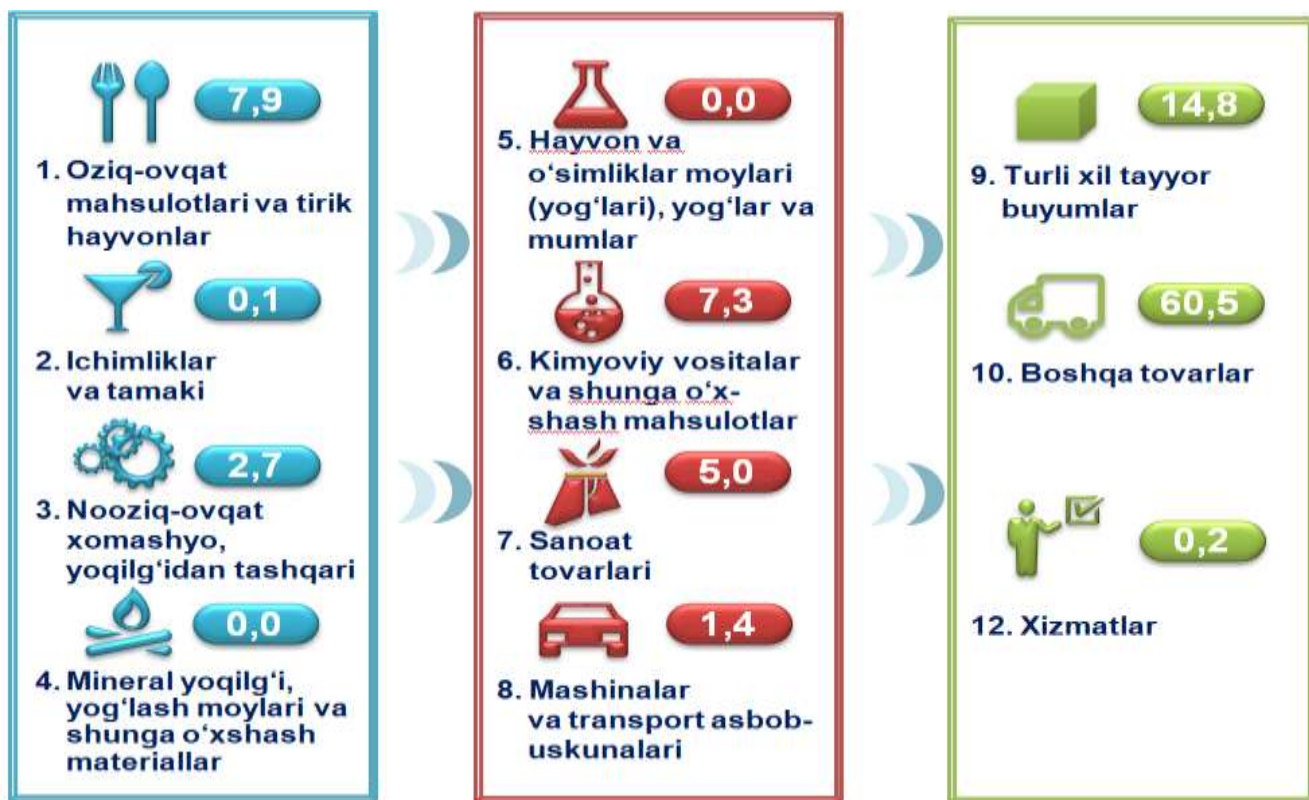 7,9
1. Oziq-ovqat
mahsulotlari va tirik
hayvonlar
0,1
2. Ichimliklar
va tamaki
2,7
3. Nooziq-ovqat
xomashyo,
yoqilg‘idan tashqari
0,0
4. Mineral yoqilg‘i,
yog‘lash moylari va
shunga o‘xshash
materiallar
0,0
5. Hayvon va
o‘simliklar moylari
(yog‘lari), yog‘lar va
mumlar
7,3
6. Kimyoviy vositalar
va shunga o‘x-
shash mahsulotlar
5,0
7. Sanoat
tovarlari
1,4
8. Mashinalar
va transport asbob-
uskunalari
14,8
9. Turli xil tayyor
buyumlar
60,5
10. Boshqa tovarlar
0,2
12. Xizmatlar